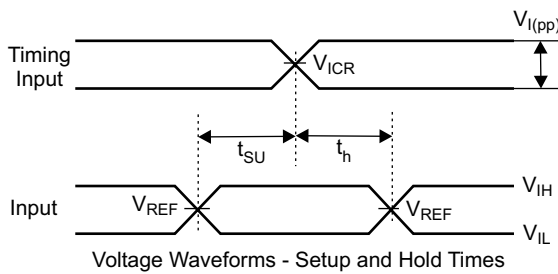 V_I(pp)
Timing
Input
V_ICR
t_SU
t_h
Input
V_REF
V_REF
V_IH
V_IL
Voltage Waveforms - Setup and Hold Times